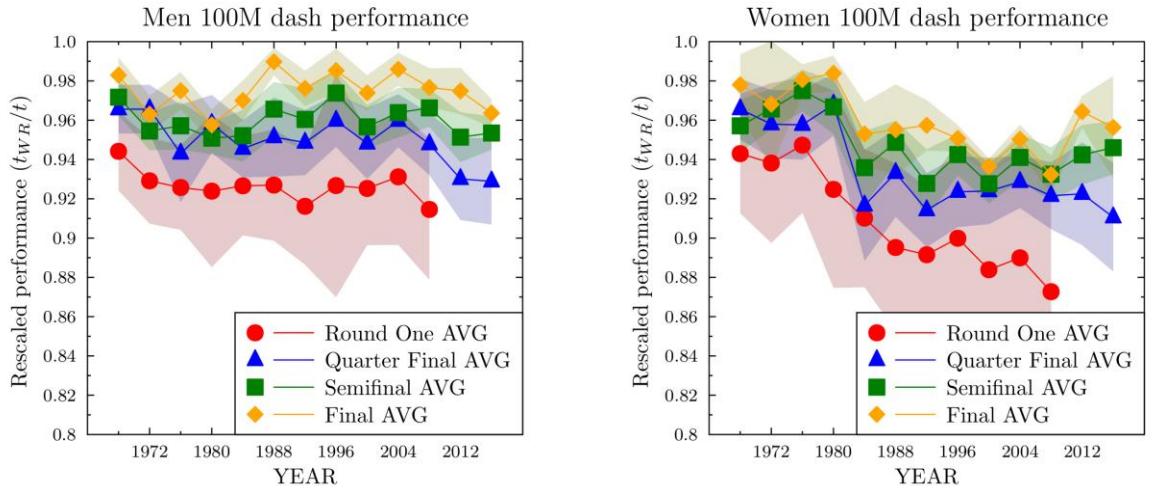 Men 100M dash performance
Rescaled performance (t_{WR}/t)
1.0
0.98
0.96
0.94
0.92
0.9
0.88
0.86
0.84
0.82
0.8
Round One AVG
Quarter Final AVG
Semifinal AVG
Final AVG
1972 1980 1988 1996 2004 2012
YEAR
Women 100M dash performance
Rescaled performance (t_{WR}/t)
1.0
0.98
0.96
0.94
0.92
0.9
0.88
0.86
0.84
0.82
0.8
Round One AVG
Quarter Final AVG
Semifinal AVG
Final AVG
1972 1980 1988 1996 2004 2012
YEAR